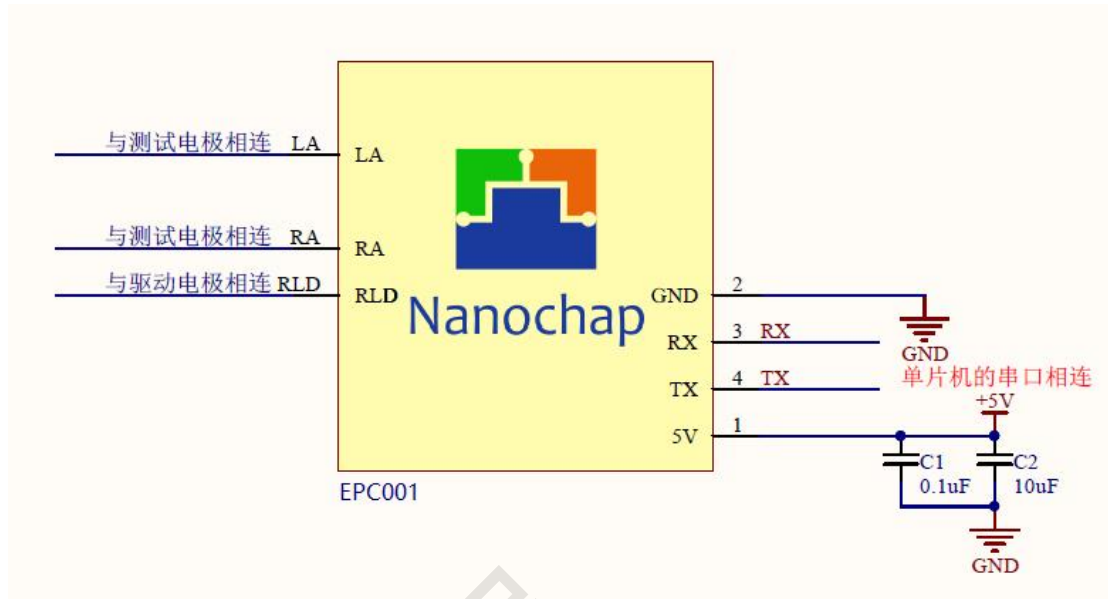 与测试电极相连 LA
LA
与测试电极相连 RA
RA
与驱动电极相连 RLD
RLD
Nanochap
GND 2
GND
RX 3 RX
单片机的串口相连
TX 4 TX
+5V
5V 1
C1
0.1uF
C2
10uF
EPC001
GND